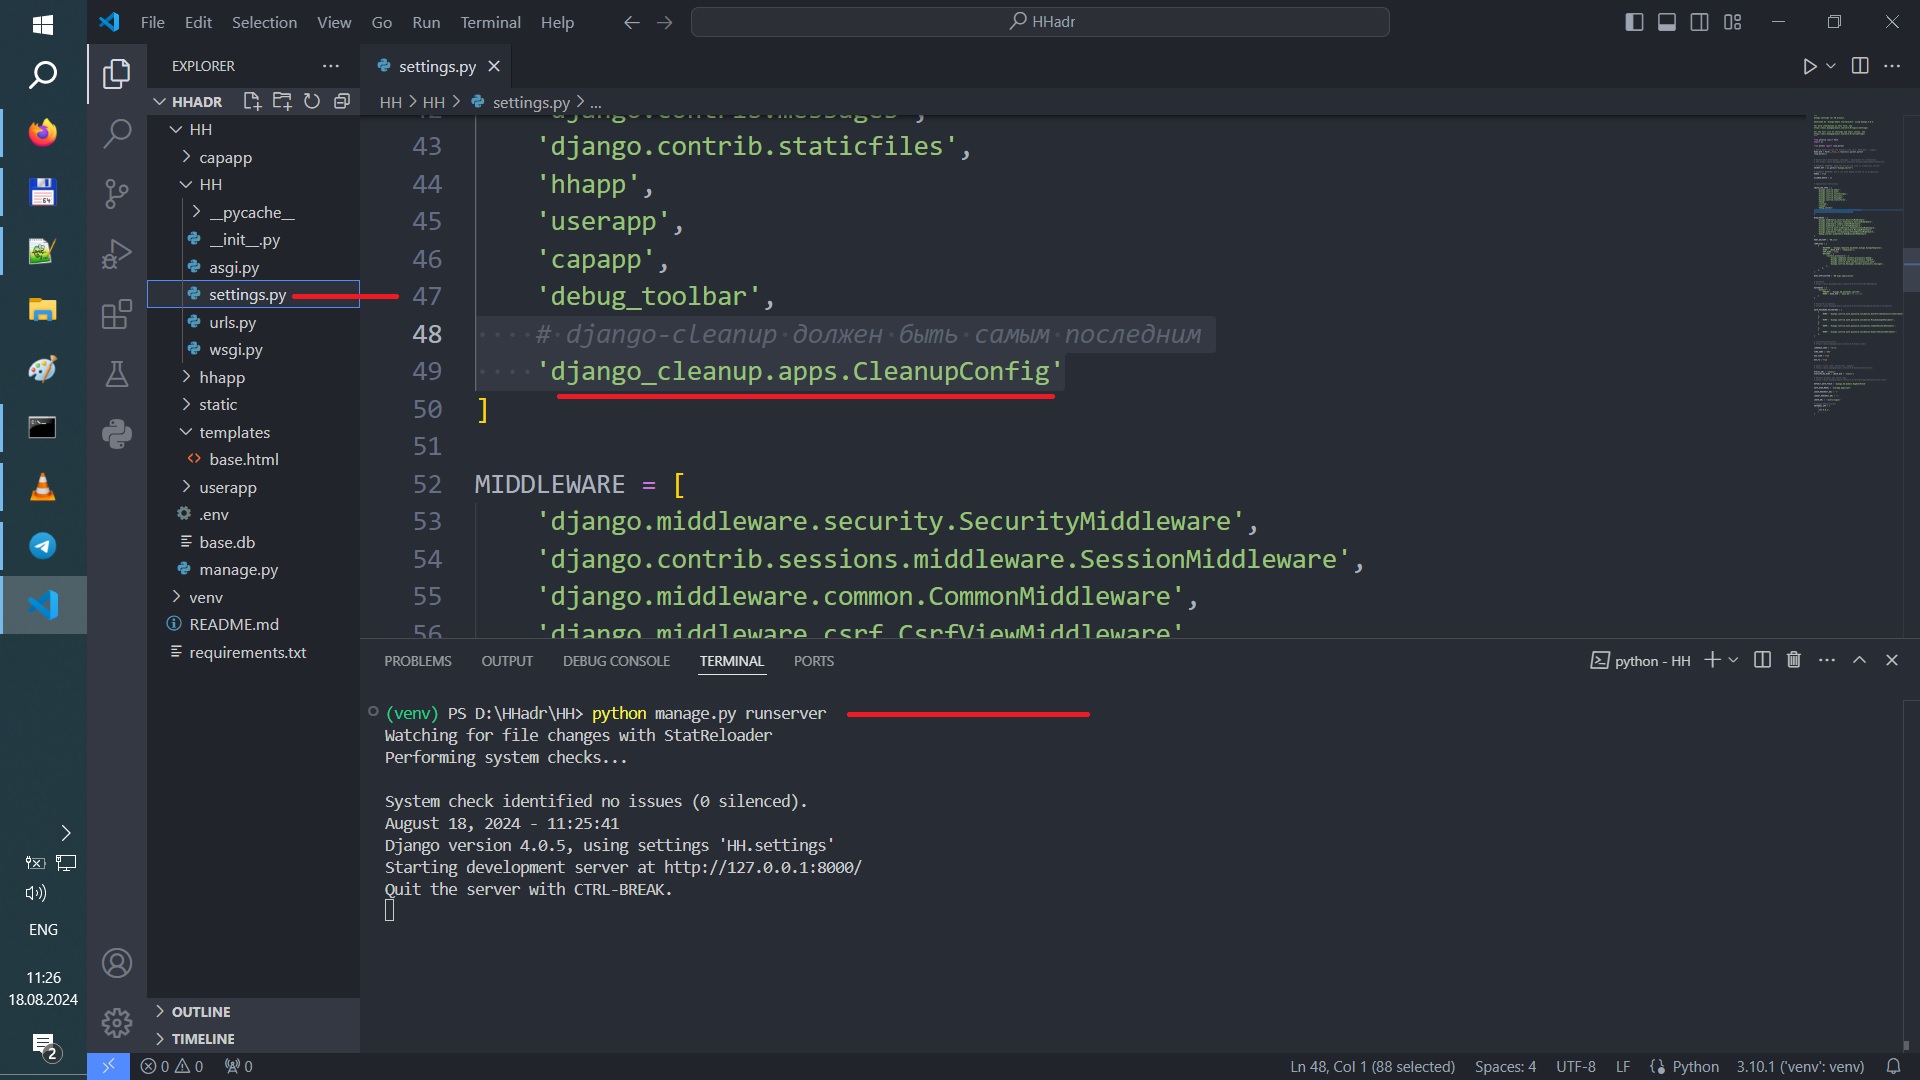 File Edit Selection View Go Run Terminal Help
HHadr
EXPLORER
HHADR
HH
capapp
HH
__pycache__
__init__.py
asgi.py
settings.py
urls.py
wsgi.py
hhapp
static
templates
base.html
userapp
.env
base.db
manage.py
venv
README.md
requirements.txt
OUTLINE
TIMELINE
settings.py
HH > HH > settings.py > ...
42 'django.contrib.messages',
43 'django.contrib.staticfiles',
44 'hhapp',
45 'userapp',
46 'capapp',
47 'debug_toolbar',
48 # django-cleanup должен быть самым последним
49 'django_cleanup.apps.CleanupConfig'
50 ]
51
52 MIDDLEWARE = [
53 'django.middleware.security.SecurityMiddleware',
54 'django.contrib.sessions.middleware.SessionMiddleware',
55 'django.middleware.common.CommonMiddleware',
56 'django.middleware.csrf.CsrfViewMiddleware'
PROBLEMS OUTPUT DEBUG CONSOLE TERMINAL PORTS
python - HH
(venv) PS D:\HHadr\HH> python manage.py runserver
Watching for file changes with StatReloader
Performing system checks...
System check identified no issues (0 silenced).
August 18, 2024 - 11:25:41
Django version 4.0.5, using settings 'HH.settings'
Starting development server at http://127.0.0.1:8000/
Quit the server with CTRL-BREAK.
ENG
11:26
18.08.2024
2
0 0 0
Ln 48, Col 1 (88 selected) Spaces: 4 UTF-8 LF Python 3.10.1 ('venv': venv)